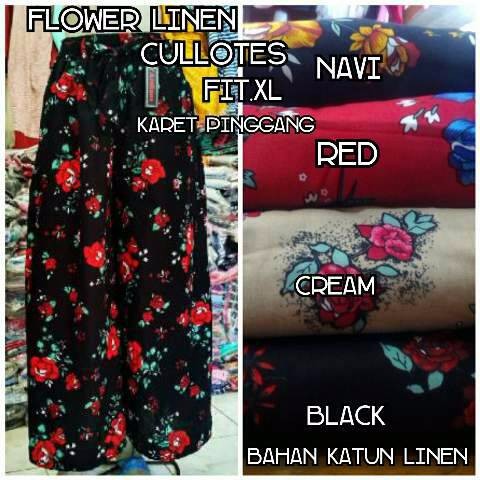 FLOWER LINEN
CULLOTES
FIT.XL
KARET PINGGANG
NAVI
RED
CREAM
BLACK
BAHAN KATUN LINEN